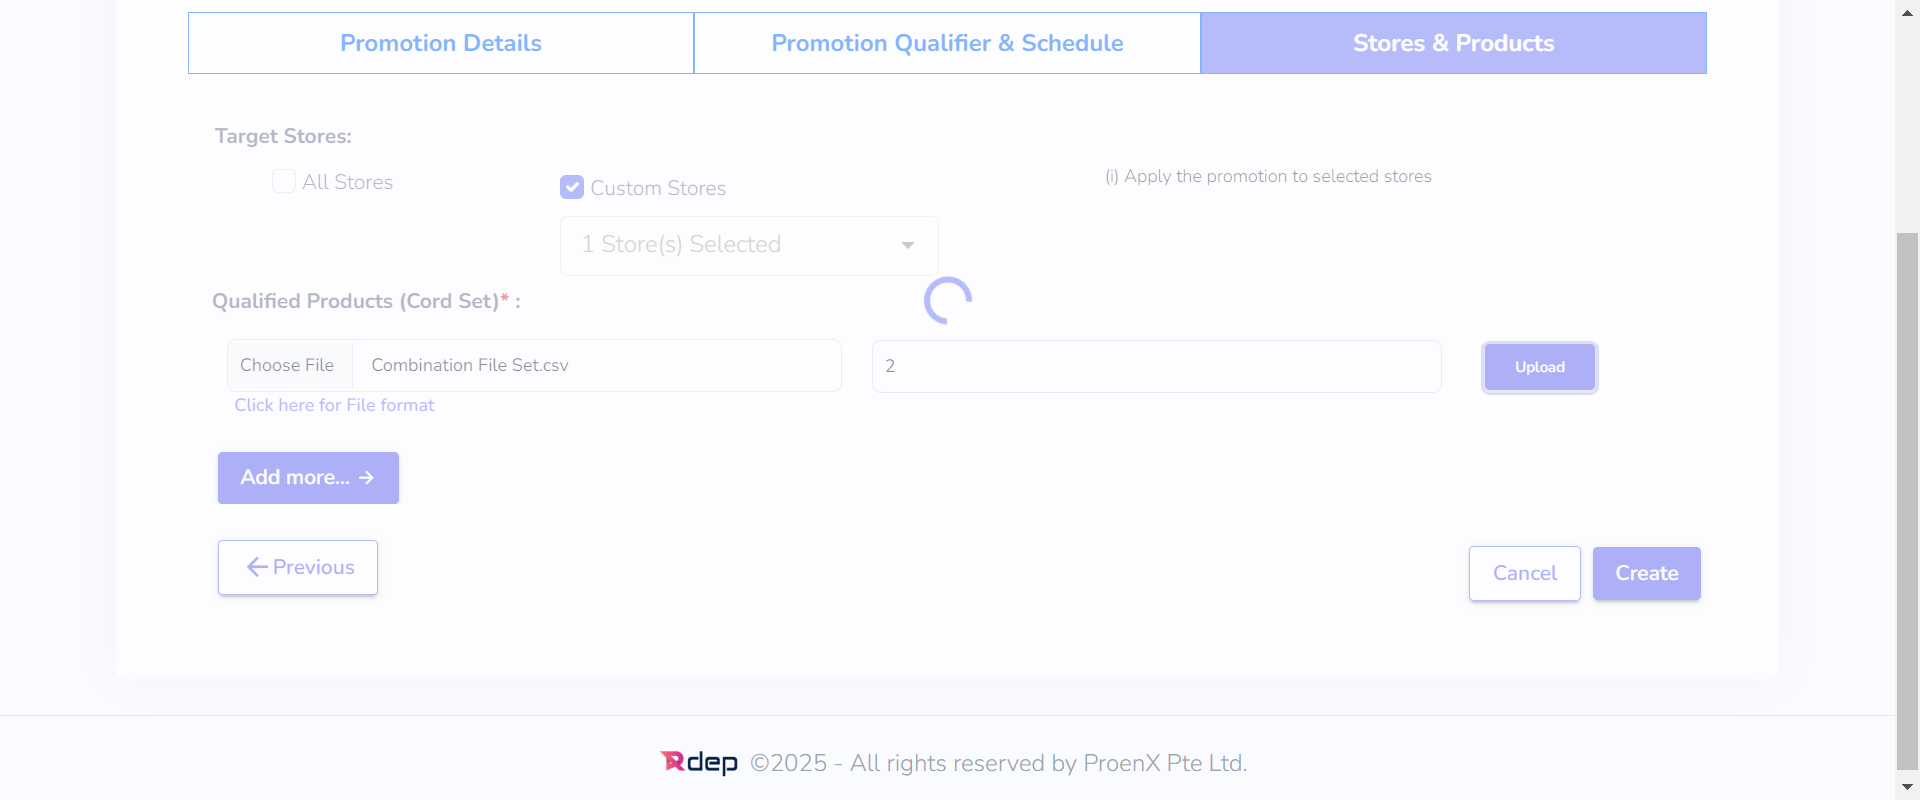 Promotion Details
Promotion Qualifier & Schedule
Stores & Products
Target Stores:
All Stores
Custom Stores
(i) Apply the promotion to selected stores
1 Store(s) Selected
Qualified Products (Cord Set)* :
Choose File
Combination File Set.csv
2
Upload
Click here for File format
Add more... →
← Previous
Cancel
Create
Rdep ©2025 - All rights reserved by ProenX Pte Ltd.